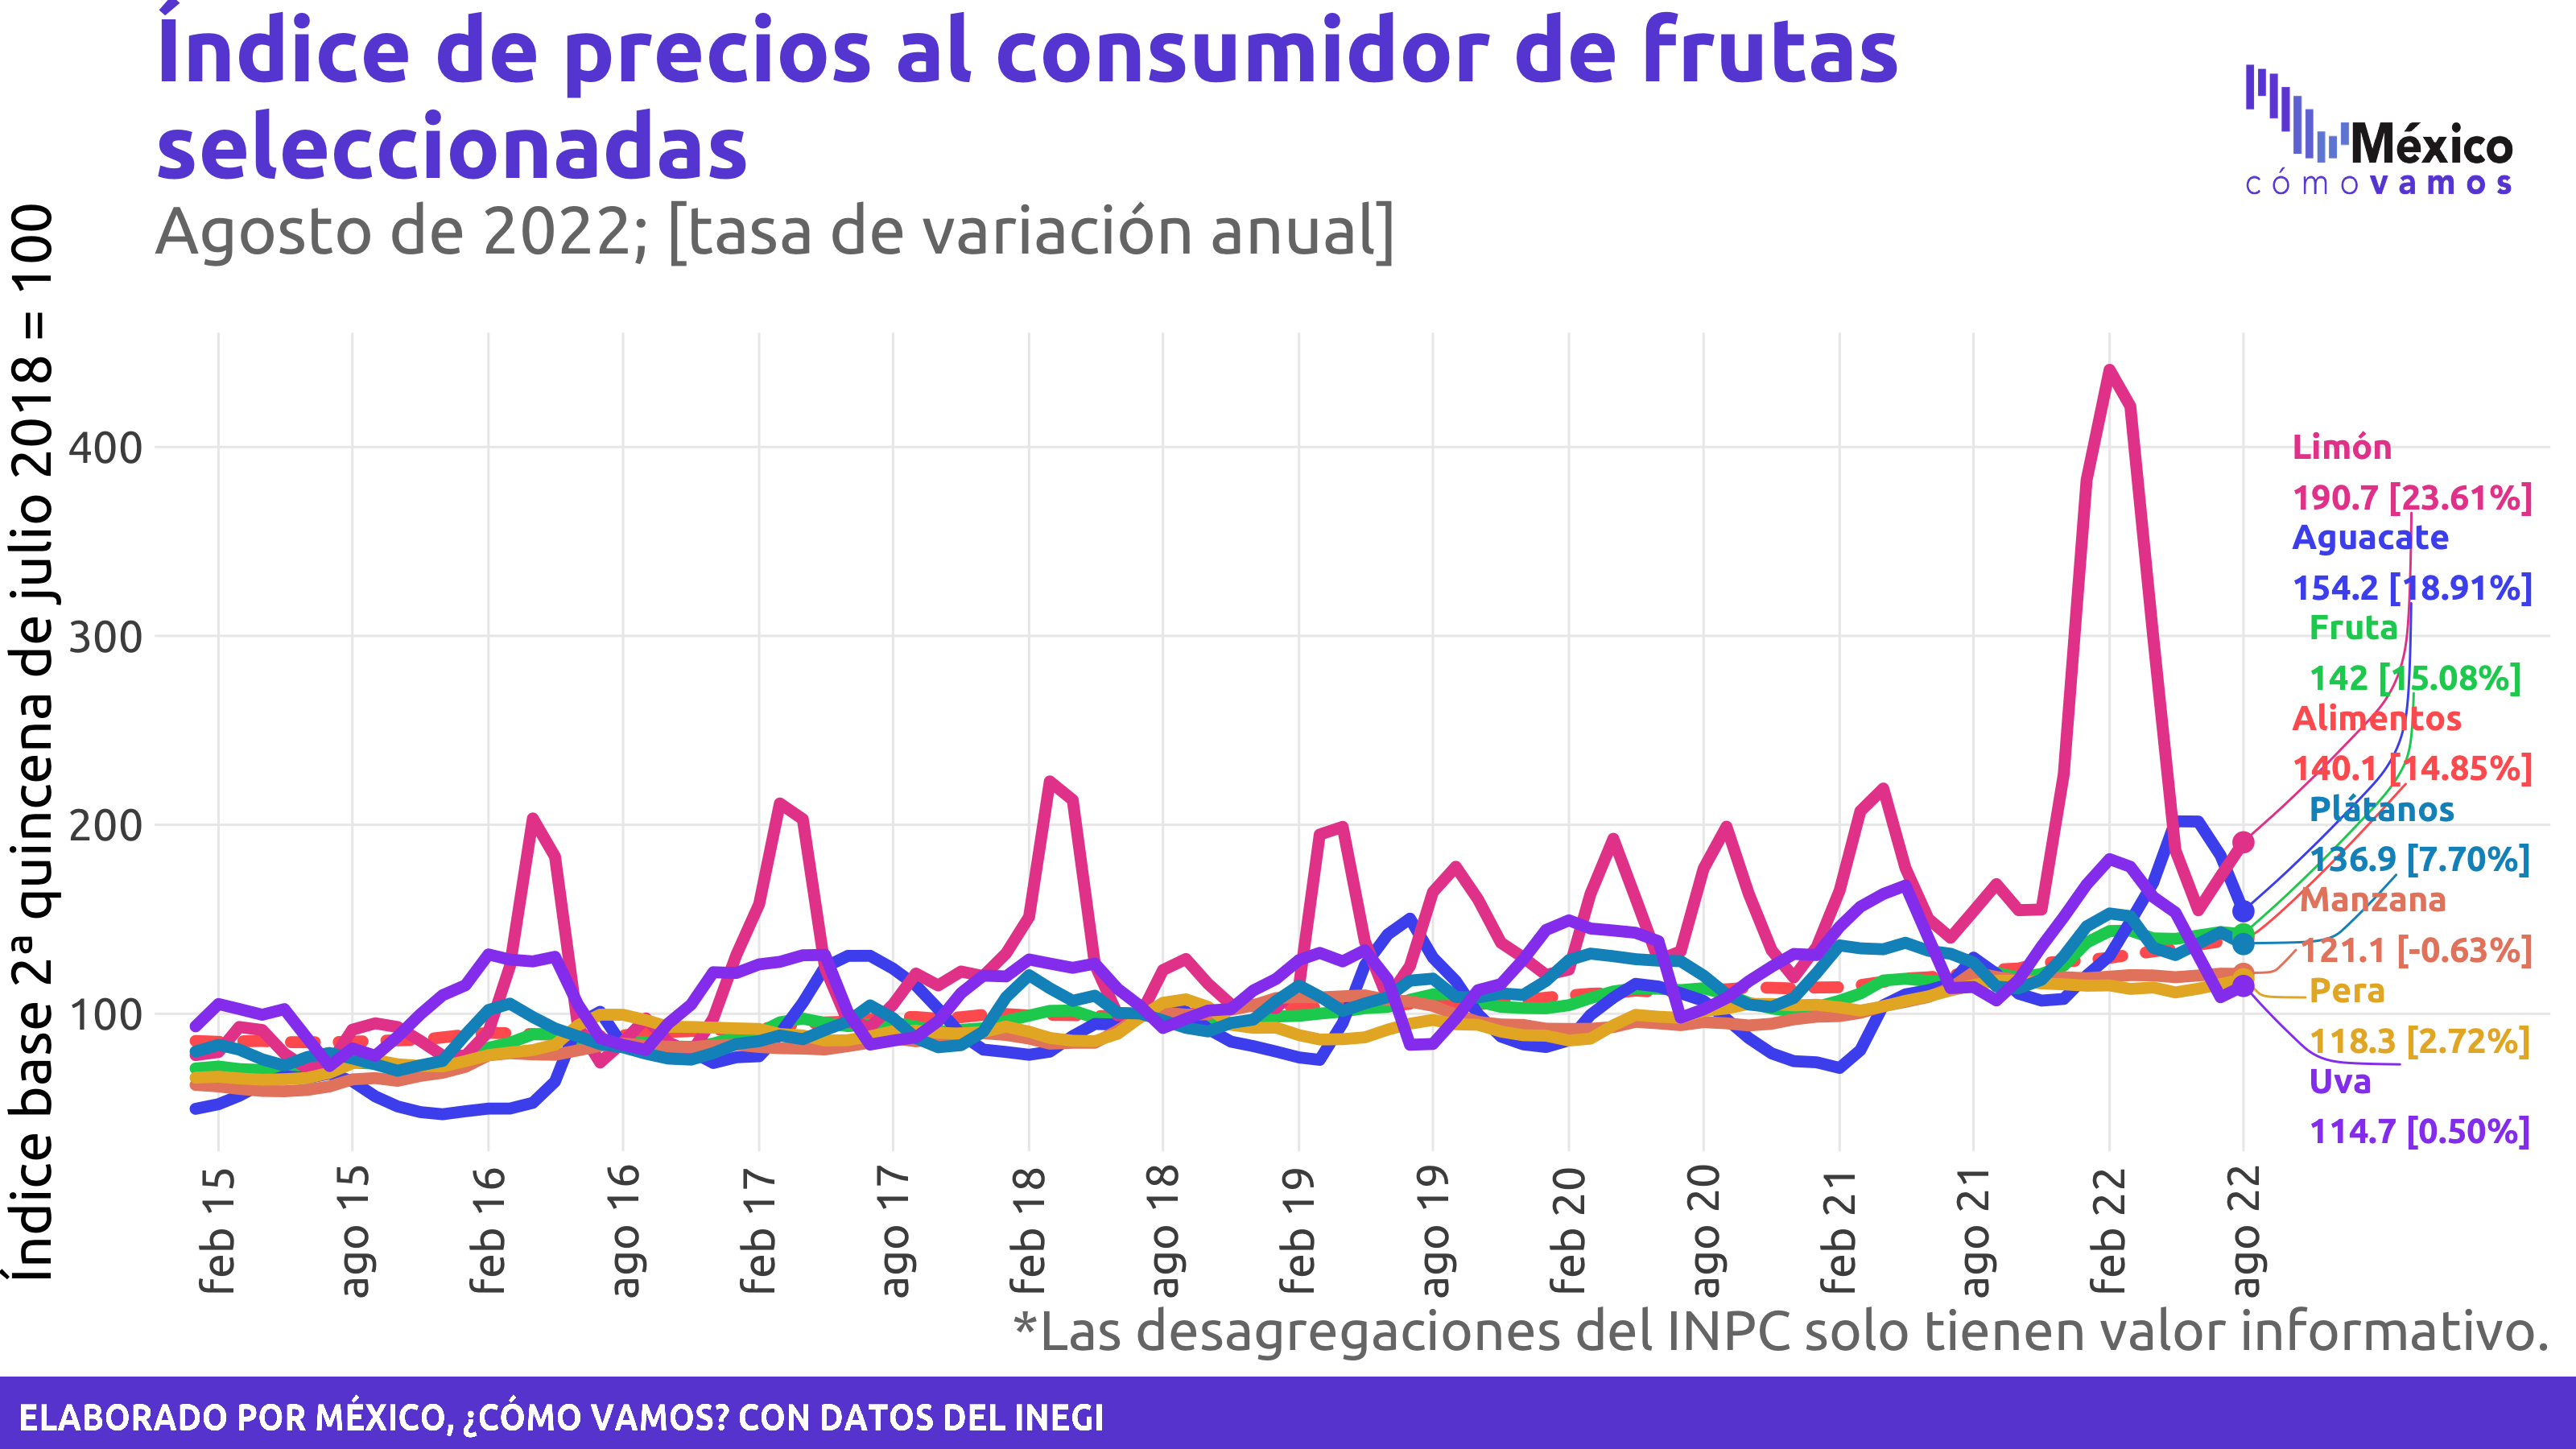 Índice de precios al consumidor de frutas
seleccionadas
Agosto de 2022; [tasa de variación anual]
México
cómo vamos
Índice base 2ª quincena de julio 2018 = 100
400
300
200
100
Limón
190.7 [23.61%]
Aguacate
154.2 [18.91%]
Fruta
142 [15.08%]
Alimentos
140.1 [14.85%]
Plátanos
136.9 [7.70%]
Manzana
121.1 [-0.63%]
Pera
118.3 [2.72%]
Uva
114.7 [0.50%]
feb 15
ago 15
feb 16
ago 16
feb 17
ago 17
feb 18
ago 18
feb 19
ago 19
feb 20
ago 20
feb 21
ago 21
feb 22
ago 22
*Las desagregaciones del INPC solo tienen valor informativo.
ELABORADO POR MÉXICO, ¿CÓMO VAMOS? CON DATOS DEL INEGI